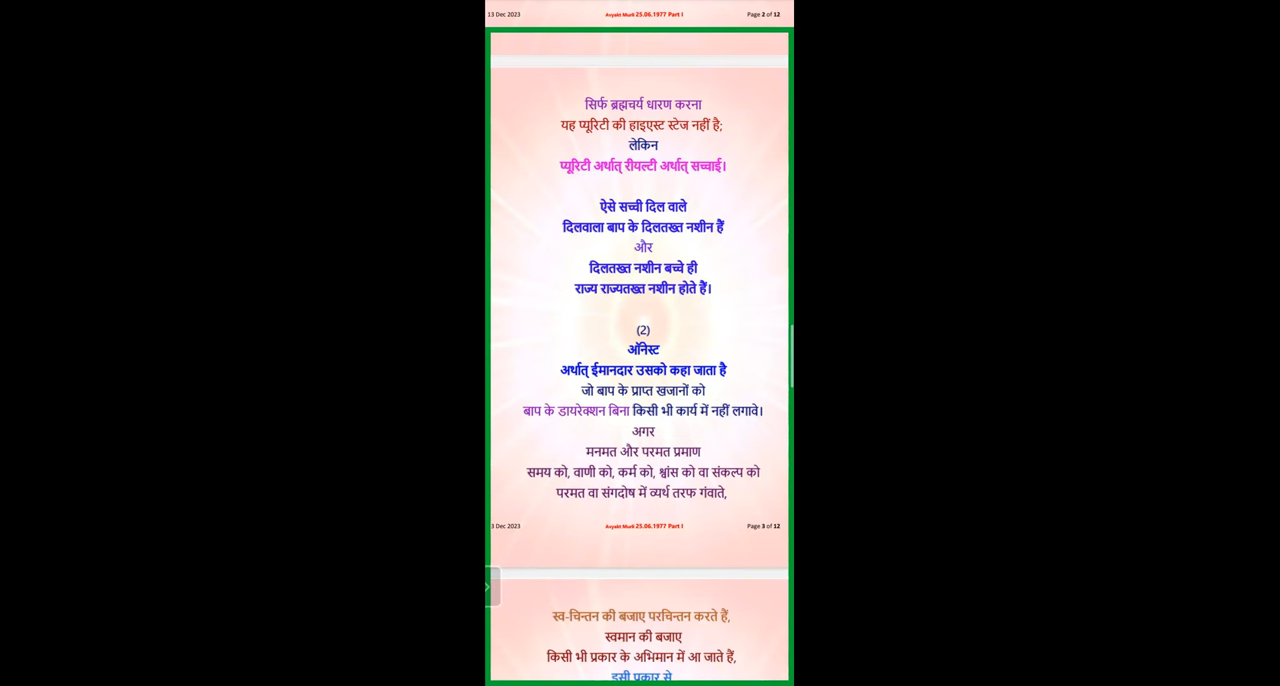 13 Dec 2023 Avyakt Murli 25.06.1977 Part I Page 2 of 12
सिर्फ ब्रह्मचर्य धारण करना
यह प्यूरिटी की हाइएस्ट स्टेज नहीं है;
लेकिन
प्यूरिटी अर्थात् रीयल्टी अर्थात् सच्चाई।
ऐसे सच्ची दिल वाले
दिलवाला बाप के दिलतख्त नशीन हैं
और
दिलतख्त नशीन बच्चे ही
राज्य राज्यतख्त नशीन होते हैं।
(2)
ऑनेस्ट
अर्थात् ईमानदार उसको कहा जाता है
जो बाप के प्राप्त खजानों को
बाप के डायरेक्शन बिना किसी भी कार्य में नहीं लगावे।
अगर
मनमत और परमत प्रमाण
समय को, वाणी को, कर्म को, श्वांस को वा संकल्प को
परमत वा संगदोष में व्यर्थ तरफ गंवाते,
3 Dec 2023 Avyakt Murli 25.06.1977 Part I Page 3 of 12
स्व-चिन्तन की बजाए परचिन्तन करते हैं,
स्वमान की बजाए
किसी भी प्रकार के अभिमान में आ जाते हैं,
इसी प्रकार से